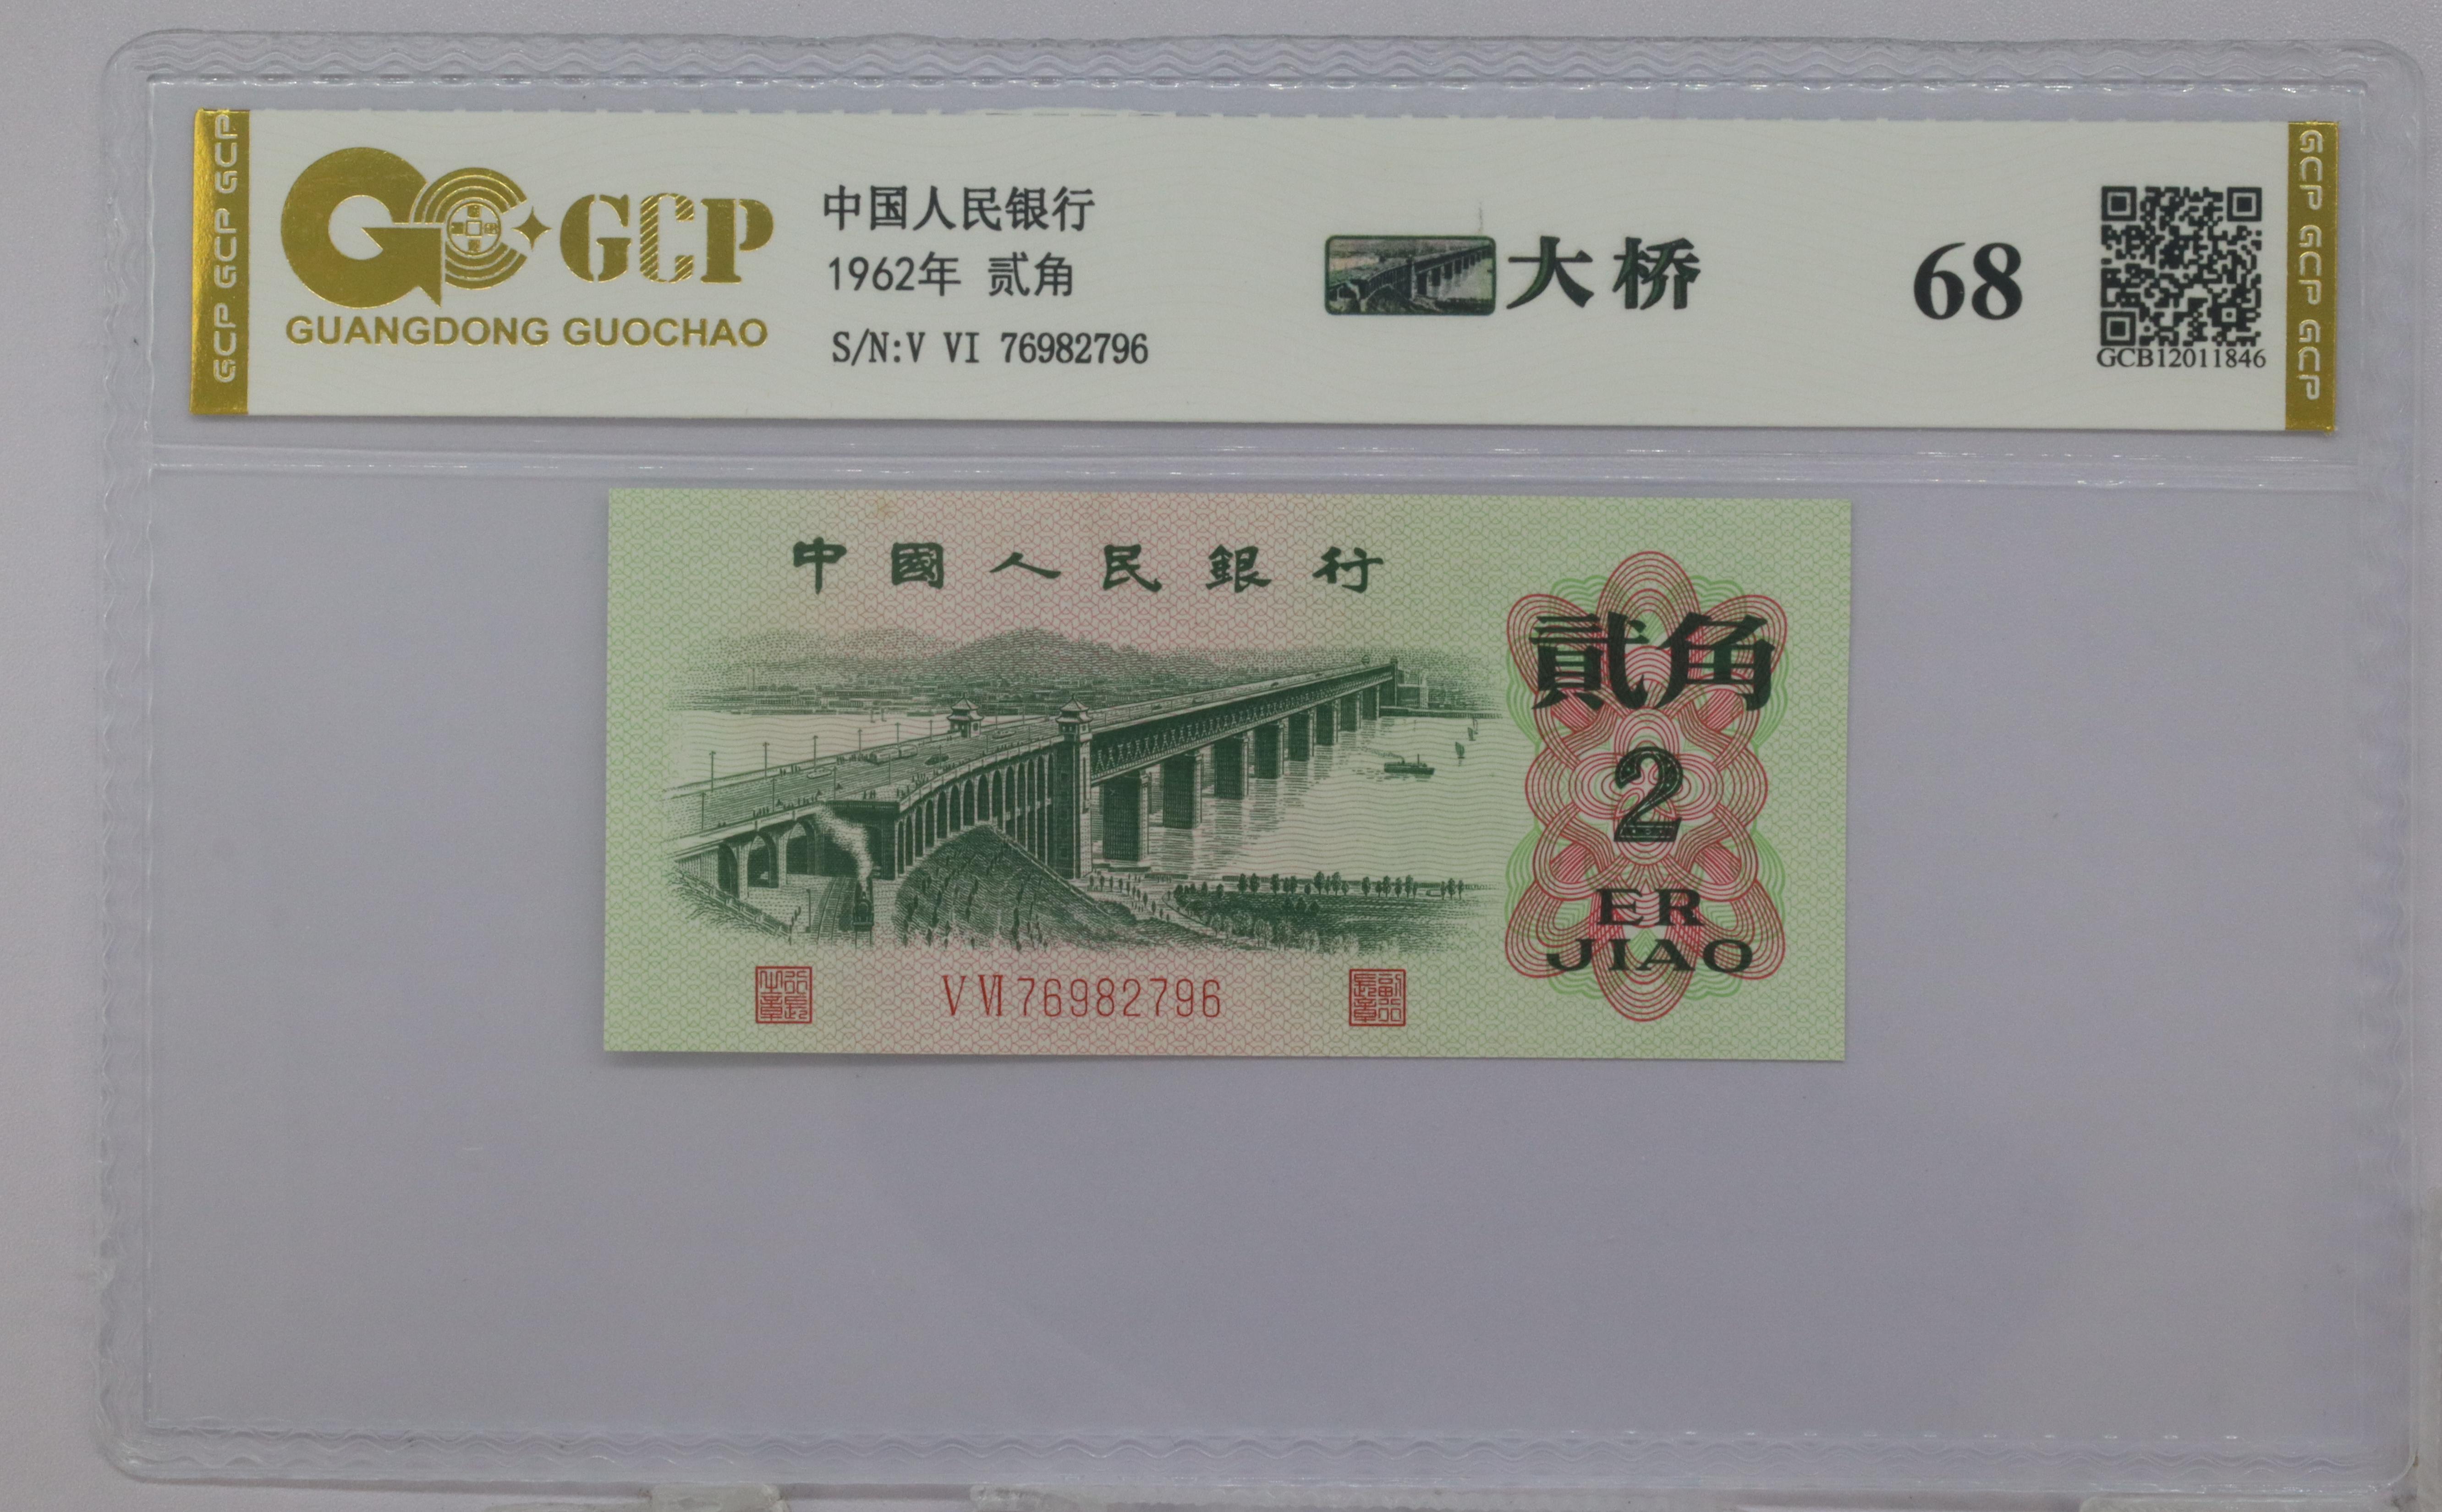 GCP GCP GCP
GCP
GUANGDONG GUOCHAO
中国人民银行
1962年 贰角
S/N:V VI 76982796
大桥
68
GCB12011846
GCP GCP GCP
中國人民銀行
貳角
2
ER
JIAO
V VI 76982796